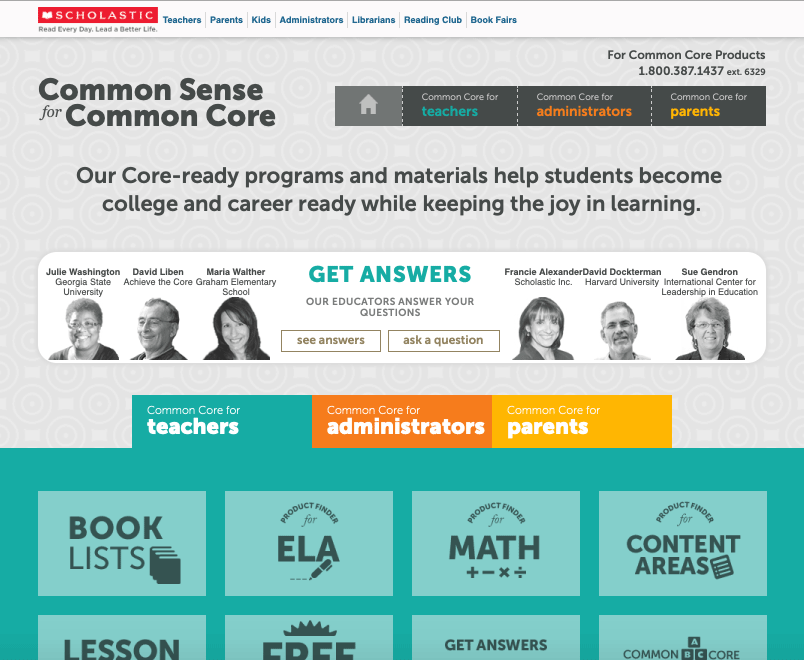 SCHOLASTIC
Read Every Day. Lead a Better Life.
Teachers Parents Kids Administrators Librarians Reading Club Book Fairs
For Common Core Products
1.800.387.1437 ext. 6329
Common Sense
for Common Core
Common Core for
teachers
Common Core for
administrators
Common Core for
parents
Our Core-ready programs and materials help students become
college and career ready while keeping the joy in learning.
Julie Washington
Georgia State
University
David Liben
Achieve the Core
Maria Walther
Graham Elementary
School
GET ANSWERS
OUR EDUCATORS ANSWER YOUR
QUESTIONS
see answers
ask a question
Francie Alexander
Scholastic Inc.
David Dockterman
Harvard University
Sue Gendron
International Center for
Leadership in Education
Common Core for
teachers
Common Core for
administrators
Common Core for
parents
BOOK
LISTS
PRODUCT FINDER
for
ELA
PRODUCT FINDER
for
MATH
+ − × ÷
PRODUCT FINDER
for
CONTENT
AREAS
LESSON
FREE
GET ANSWERS
A
COMMON B C CORE